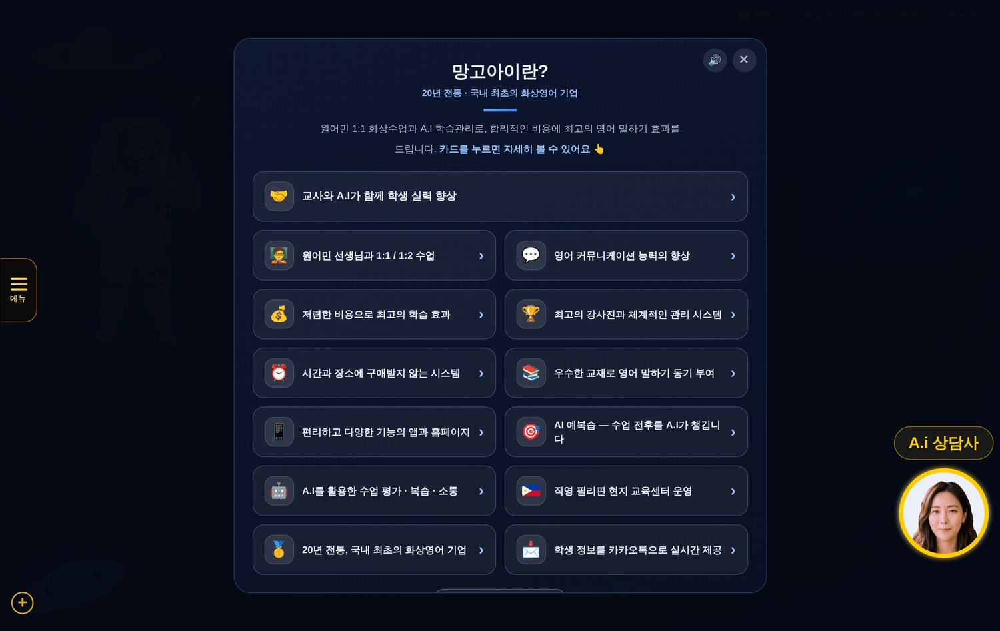 망고아이란?
20년 전통 · 국내 최초의 화상영어 기업
원어민 1:1 화상수업과 A.I 학습관리로, 합리적인 비용에 최고의 영어 말하기 효과를
드립니다. 카드를 누르면 자세히 볼 수 있어요 👆
교사와 A.I가 함께 학생 실력 향상
원어민 선생님과 1:1 / 1:2 수업
영어 커뮤니케이션 능력의 향상
저렴한 비용으로 최고의 학습 효과
최고의 강사진과 체계적인 관리 시스템
시간과 장소에 구애받지 않는 시스템
우수한 교재로 영어 말하기 동기 부여
편리하고 다양한 기능의 앱과 홈페이지
AI 예복습 — 수업 전후를 A.I가 챙깁니
다
A.I를 활용한 수업 평가 · 복습 · 소통
직영 필리핀 현지 교육센터 운영
20년 전통, 국내 최초의 화상영어 기업
학생 정보를 카카오톡으로 실시간 제공
메뉴
A.i 상담사